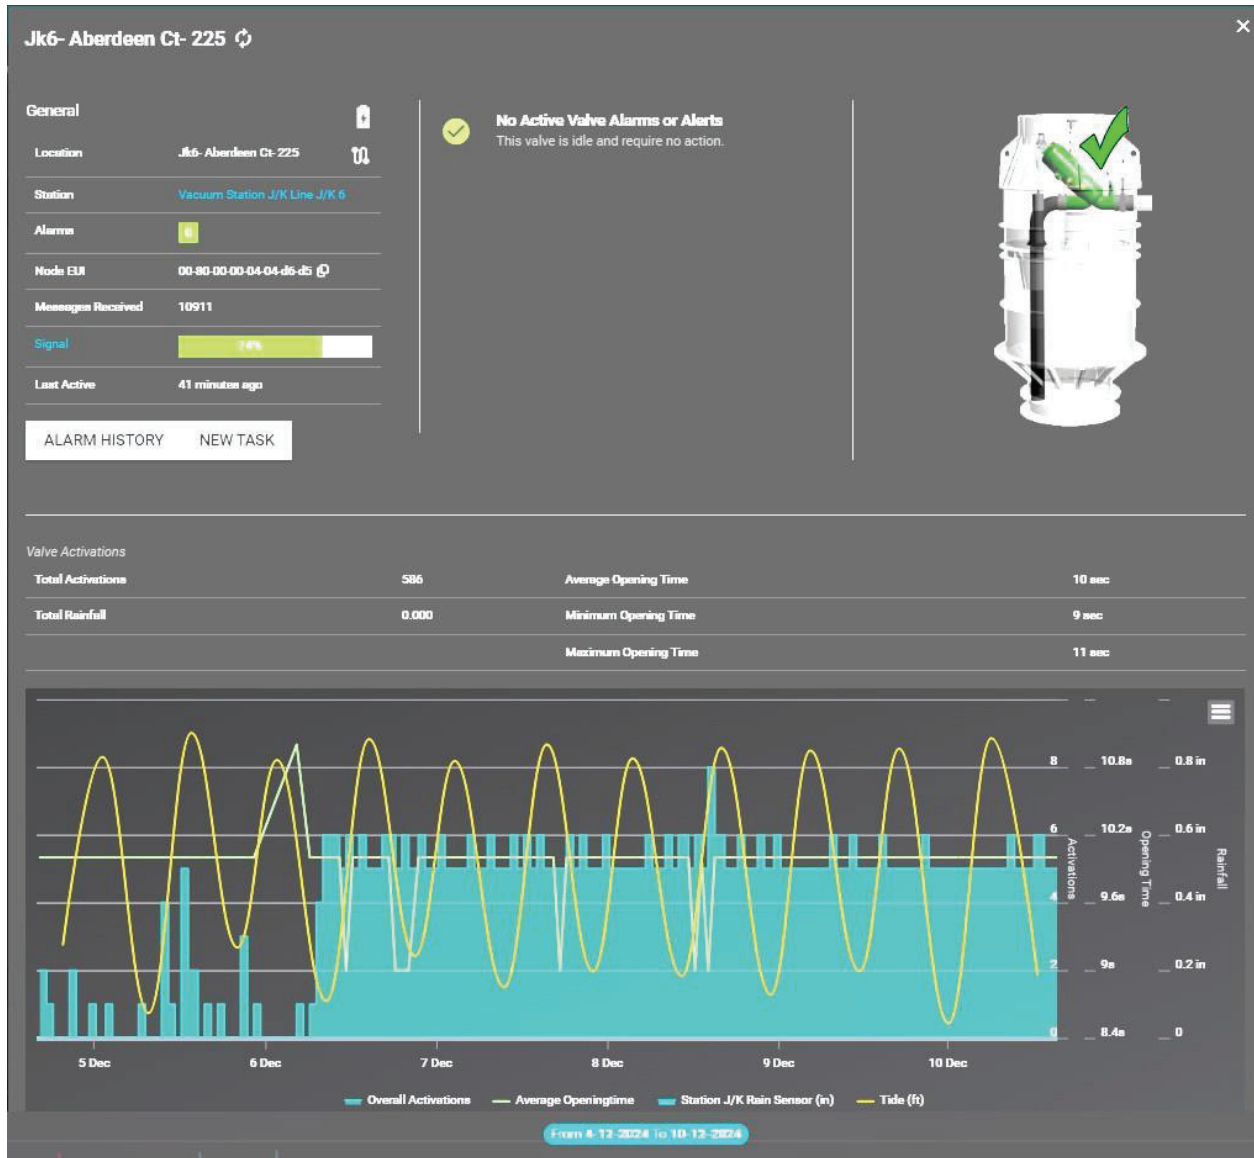 Jk6- Aberdeen Ct- 225
General
Location Jk6- Aberdeen Ct- 225
Station Vacuum Station J/K Line J/K 6
Alarms 0
Node EUI 00-80-00-00-04-04-d6-d5
Messages Received 10911
Signal 74%
Last Active 41 minutes ago
ALARM HISTORY NEW TASK
No Active Valve Alarms or Alerts
This valve is idle and require no action.
Valve Activations
Total Activations 586 Average Opening Time 10 sec
Total Rainfall 0.000 Minimum Opening Time 9 sec
Maximum Opening Time 11 sec
8 10.8s 0.8 in
6 10.2s 0.6 in
4 9.6s 0.4 in
2 9s 0.2 in
0 8.4s 0
Activations
Opening Time
Rainfall
5 Dec 6 Dec 7 Dec 8 Dec 9 Dec 10 Dec
Overall Activations Average Openingtime Station J/K Rain Sensor (in) Tide (ft)
From 4-12-2024 To 10-12-2024